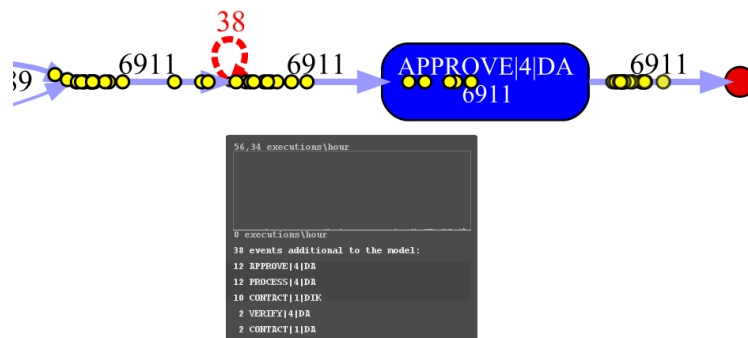 38
6911
6911
APPROVE|4|DA
6911
6911
89
56,34 executions\hour
0 executions\hour
38 events additional to the model:
12 APPROVE|4|DA
12 PROCESS|4|DA
10 CONTACT|1|DIK
2 VERIFY|4|DA
2 CONTACT|1|DA